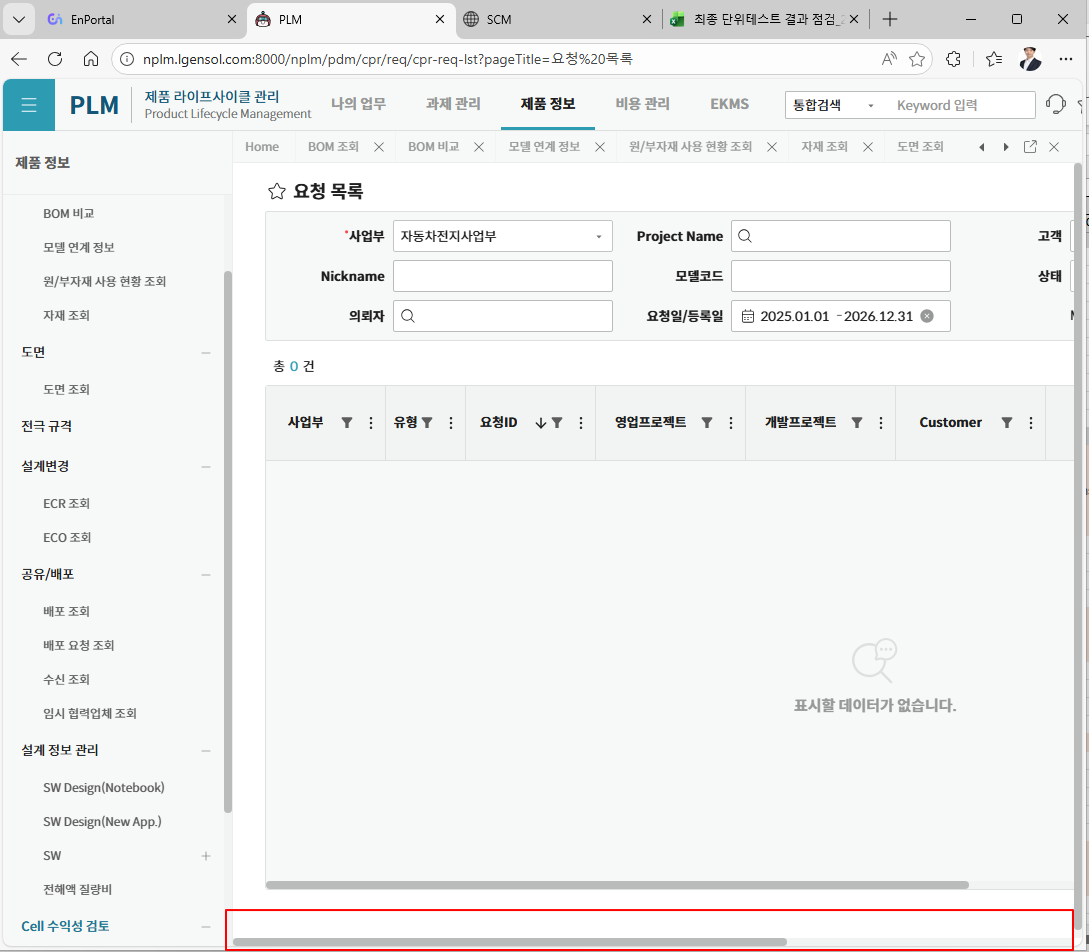 EnPortal
PLM
SCM
최종 단위테스트 결과 점검_
nplm.lgensol.com:8000/nplm/pdm/cpr/req/cpr-req-lst?pageTitle=요청%20목록
PLM
제품 라이프사이클 관리
Product Lifecycle Management
나의 업무
과제 관리
제품 정보
비용 관리
EKMS
통합검색
Keyword 입력
제품 정보
Home
BOM 조회
BOM 비교
모델 연계 정보
원/부자재 사용 현황 조회
자재 조회
도면 조회
BOM 비교
모델 연계 정보
원/부자재 사용 현황 조회
자재 조회
도면
도면 조회
전극 규격
설계변경
ECR 조회
ECO 조회
공유/배포
배포 조회
배포 요청 조회
수신 조회
임시 협력업체 조회
설계 정보 관리
SW Design(Notebook)
SW Design(New App.)
SW
전해액 질량비
Cell 수익성 검토
요청 목록
*사업부
자동차전지사업부
Project Name
고객
Nickname
모델코드
상태
의뢰자
요청일/등록일
2025.01.01 -2026.12.31
총 0 건
사업부
유형
요청ID
영업프로젝트
개발프로젝트
Customer
표시할 데이터가 없습니다.